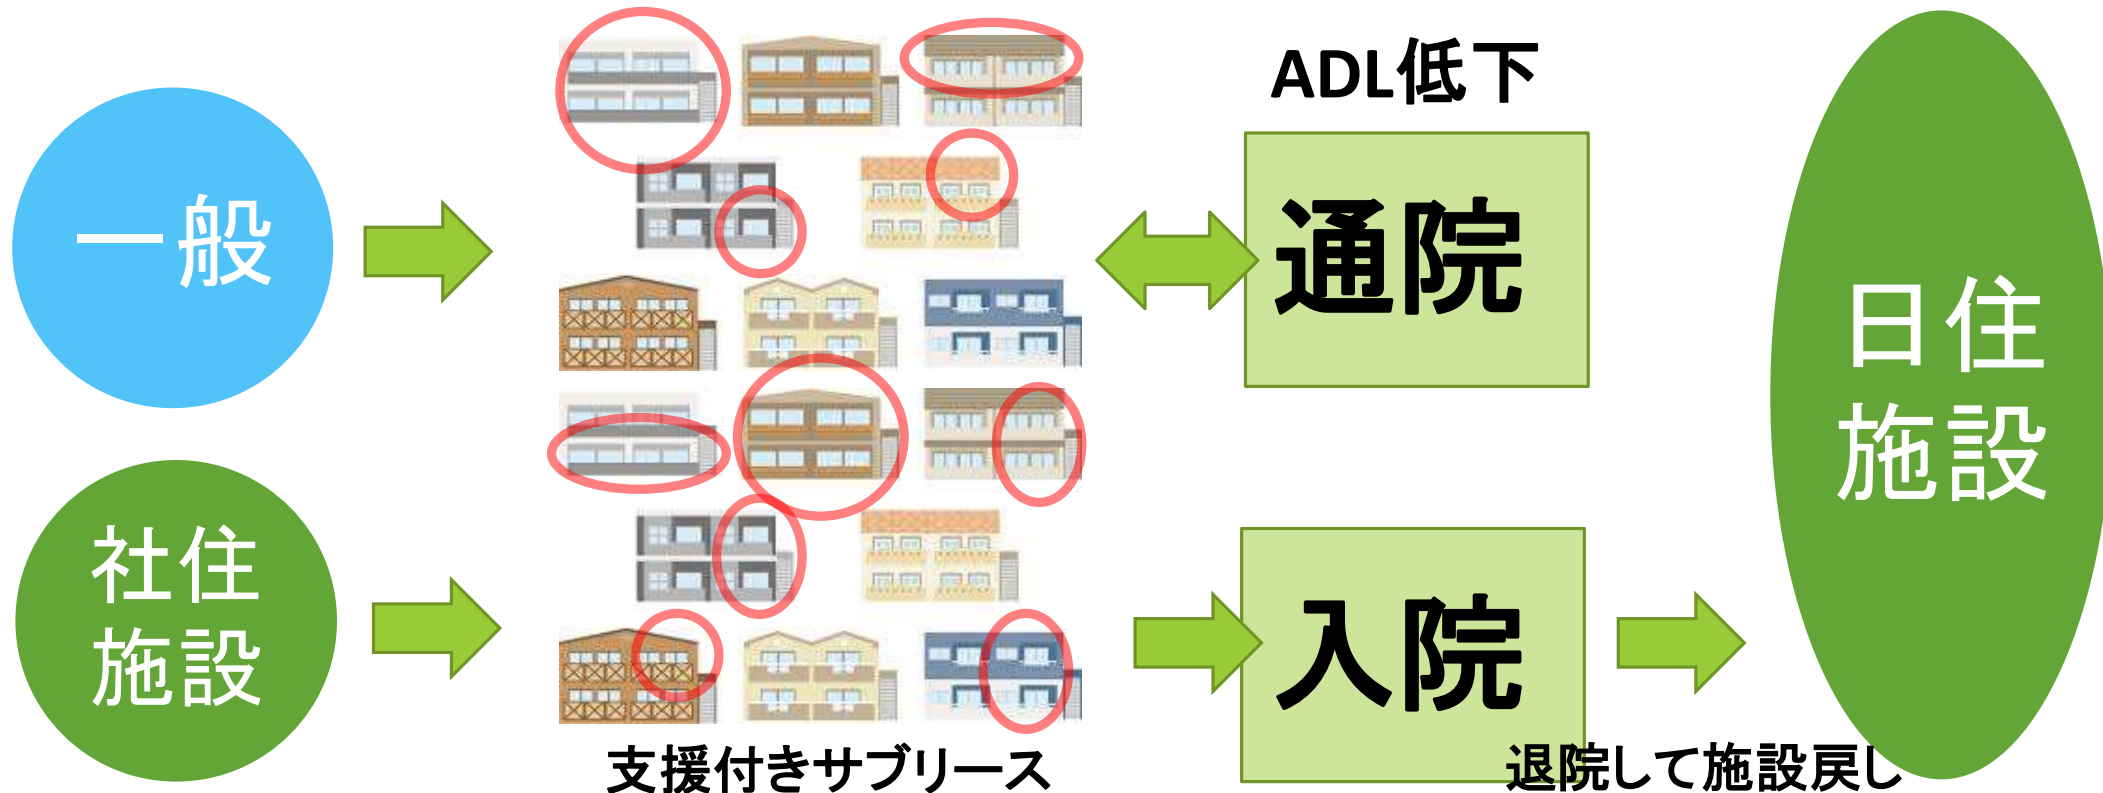 一般
社住
施設
支援付きサブリース
ADL低下
通院
入院
退院して施設戻し
日住
施設